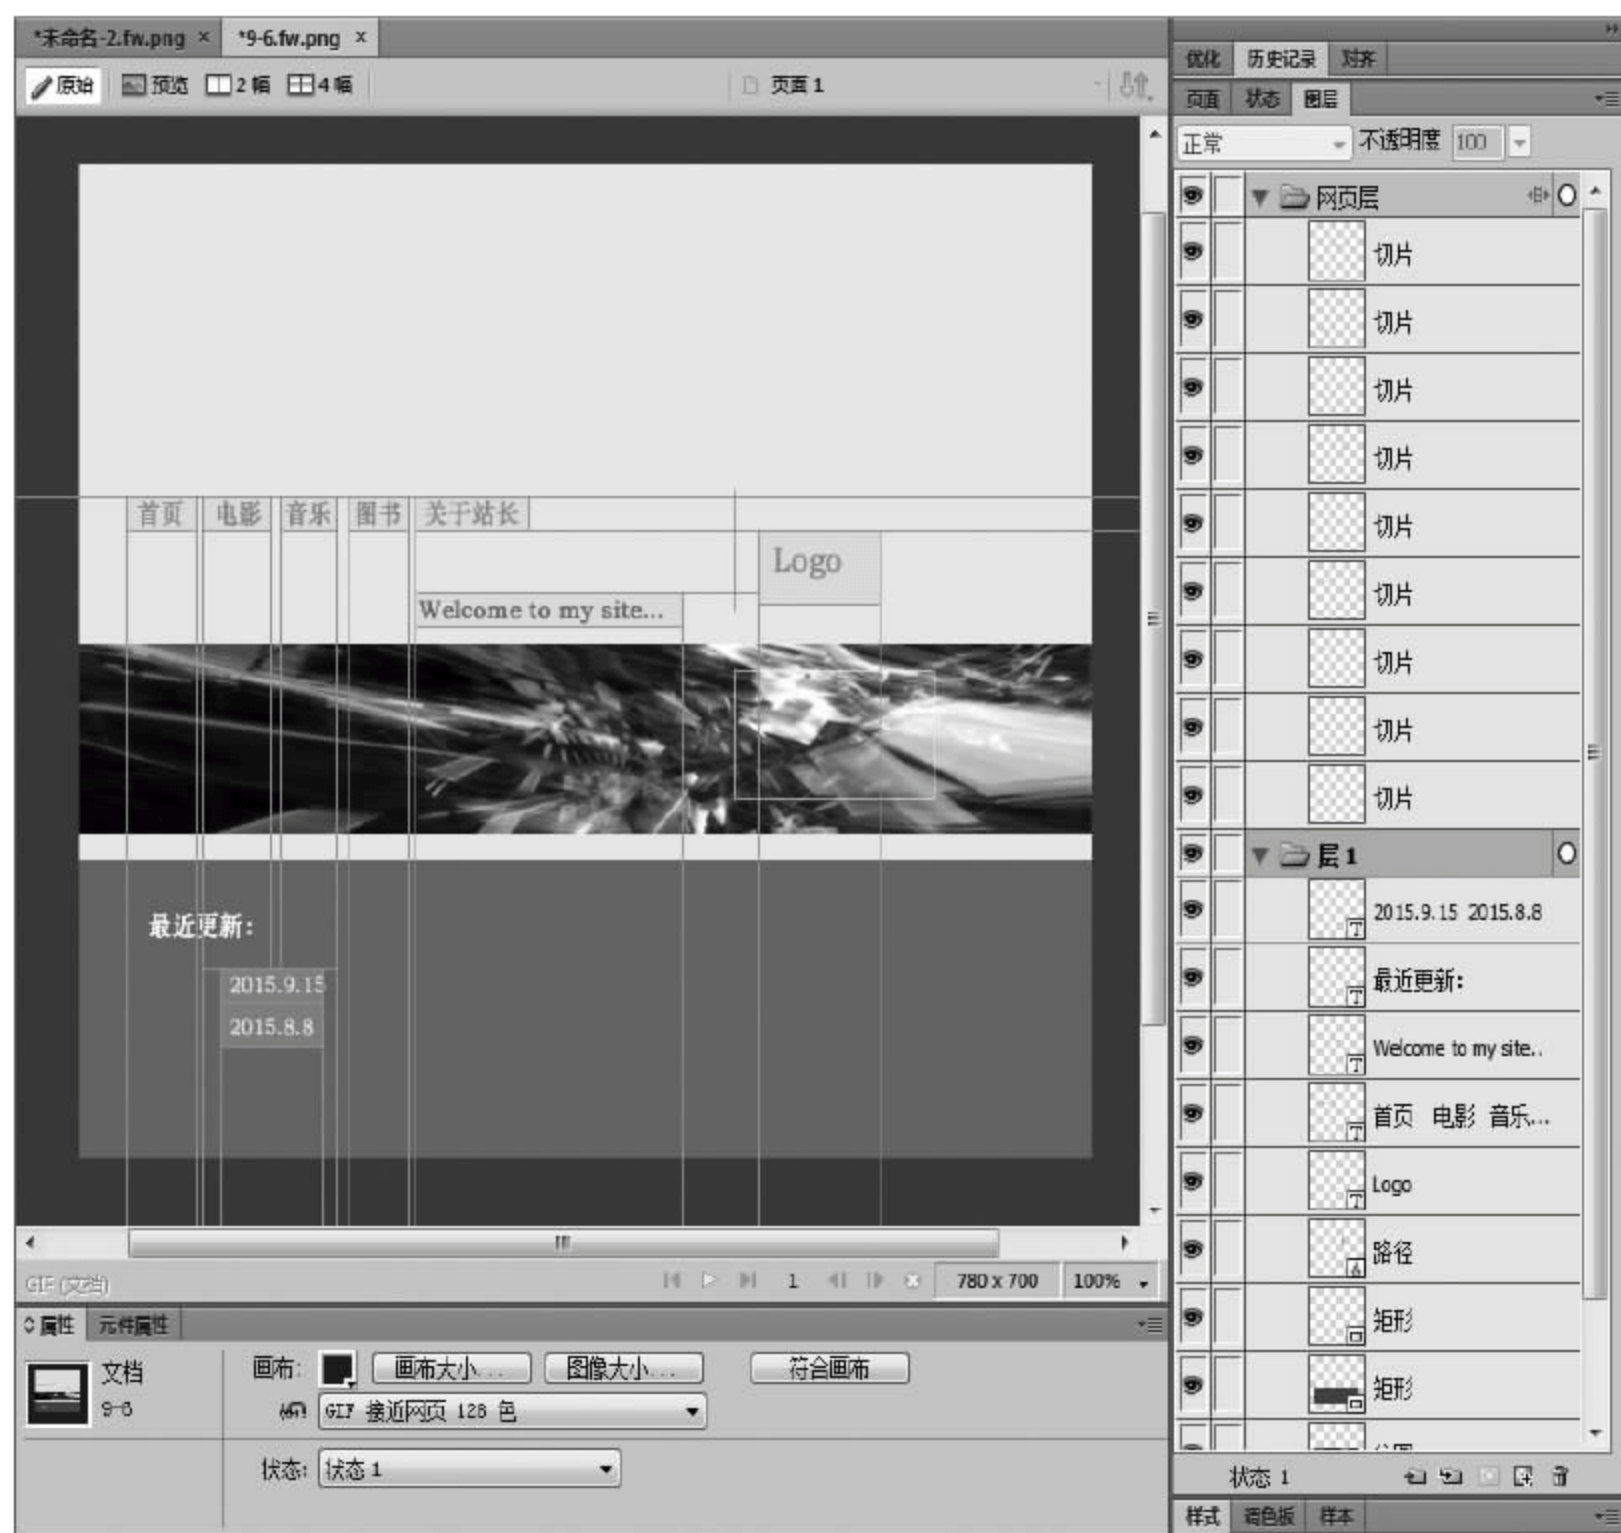 *未命名-2.fw.png × *9-6.fw.png ×
原始 预览 2 幅 4 幅 页面 1
首页 电影 音乐 图书 关于站长
Logo
Welcome to my site...
最近更新：
2015.9.15
2015.8.8
GIF (文档) 1 780 x 700 100%
属性 元件属性
文档 画布: 画布大小... 图像大小... 符合画布
9-6 GIF 接近网页 128 色
状态: 状态 1
优化 历史记录 对齐
页面 状态 图层
正常 不透明度 100
网页层
切片
切片
切片
切片
切片
切片
切片
切片
切片
层 1
2015.9.15 2015.8.8
最近更新：
Welcome to my site..
首页 电影 音乐...
Logo
路径
矩形
矩形
状态 1
样式 调色板 样本